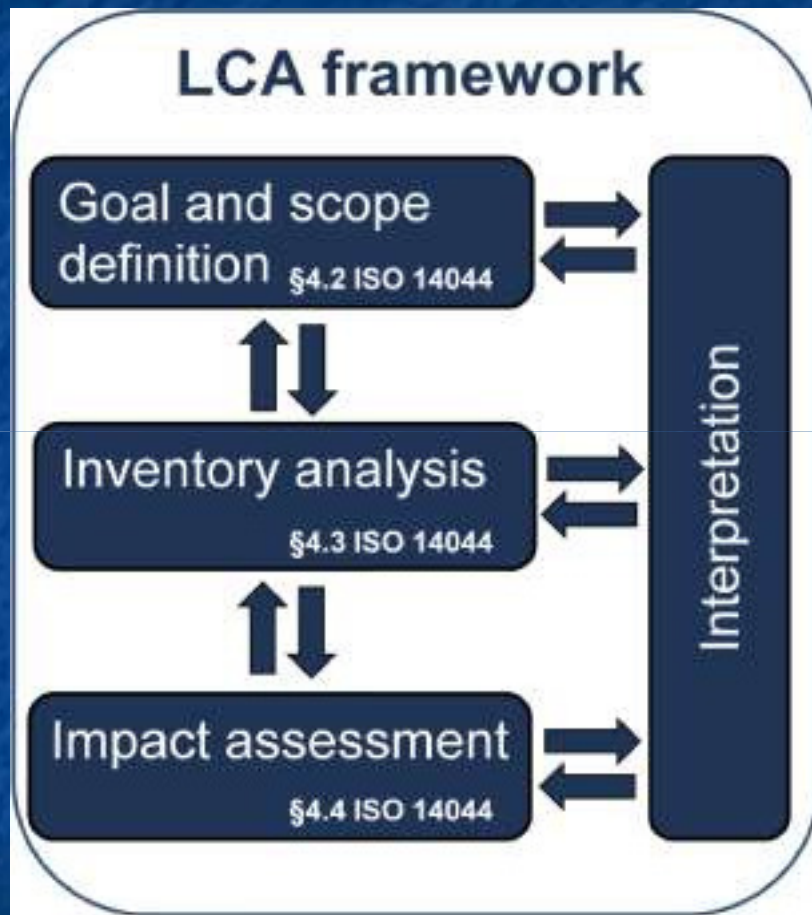 LCA framework
Goal and scope
definition §4.2 ISO 14044
Inventory analysis
§4.3 ISO 14044
Impact assessment
§4.4 ISO 14044
Interpretation